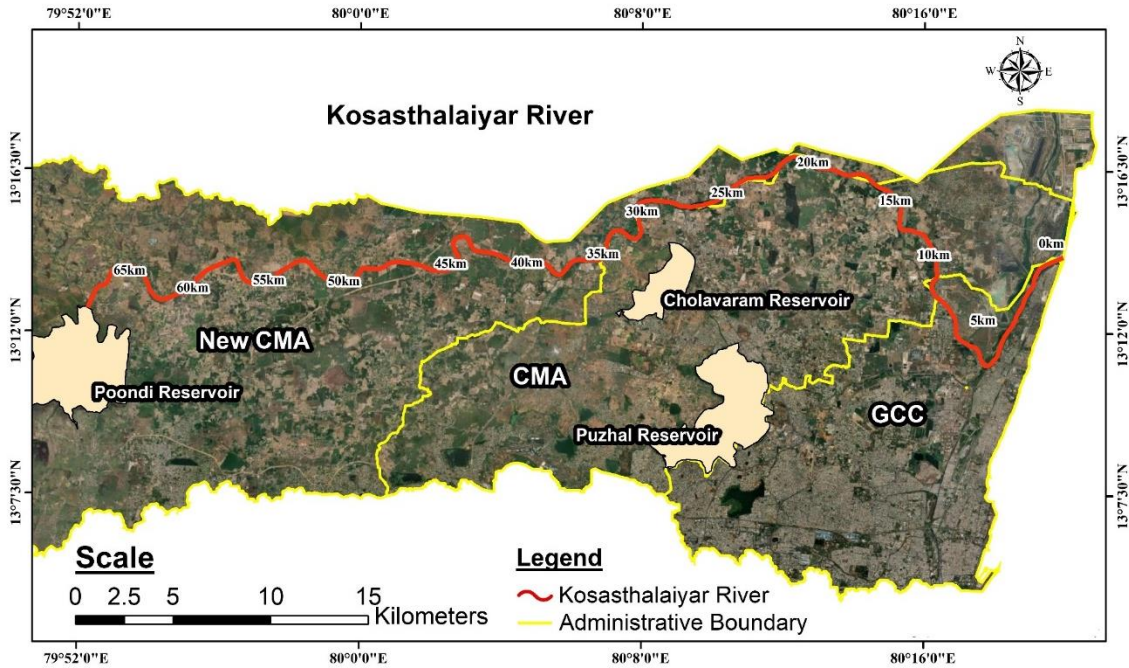 79°52'0"E
80°0'0"E
80°8'0"E
80°16'0"E
N
W
E
S
Kosasthalaiyar River
13°16'30"N
13°16'30"N
20km
25km
15km
30km
0km
35km
10km
45km
40km
65km
55km
50km
60km
Cholavaram Reservoir
5km
13°12'0"N
13°12'0"N
New CMA
CMA
Poondi Reservoir
GCC
Puzhal Reservoir
13°7'30"N
13°7'30"N
Scale
0 2.5 5 10 15
Kilometers
Legend
Kosasthalaiyar River
Administrative Boundary
79°52'0"E
80°0'0"E
80°8'0"E
80°16'0"E